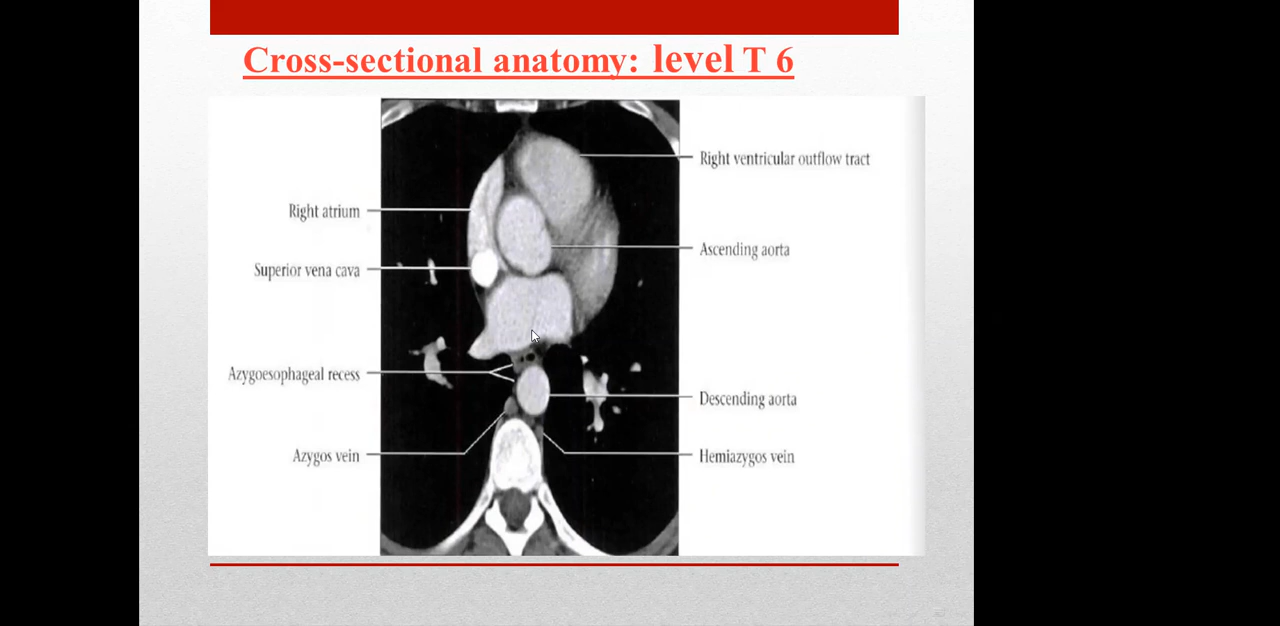 Cross-sectional anatomy: level T 6
Right ventricular outflow tract
Right atrium
Ascending aorta
Superior vena cava
Azygoesophageal recess
Descending aorta
Azygos vein
Hemiazygos vein